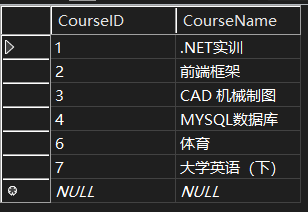 CourseID CourseName
1 .NET实训
2 前端框架
3 CAD 机械制图
4 MYSQL数据库
6 体育
7 大学英语（下）
NULL NULL